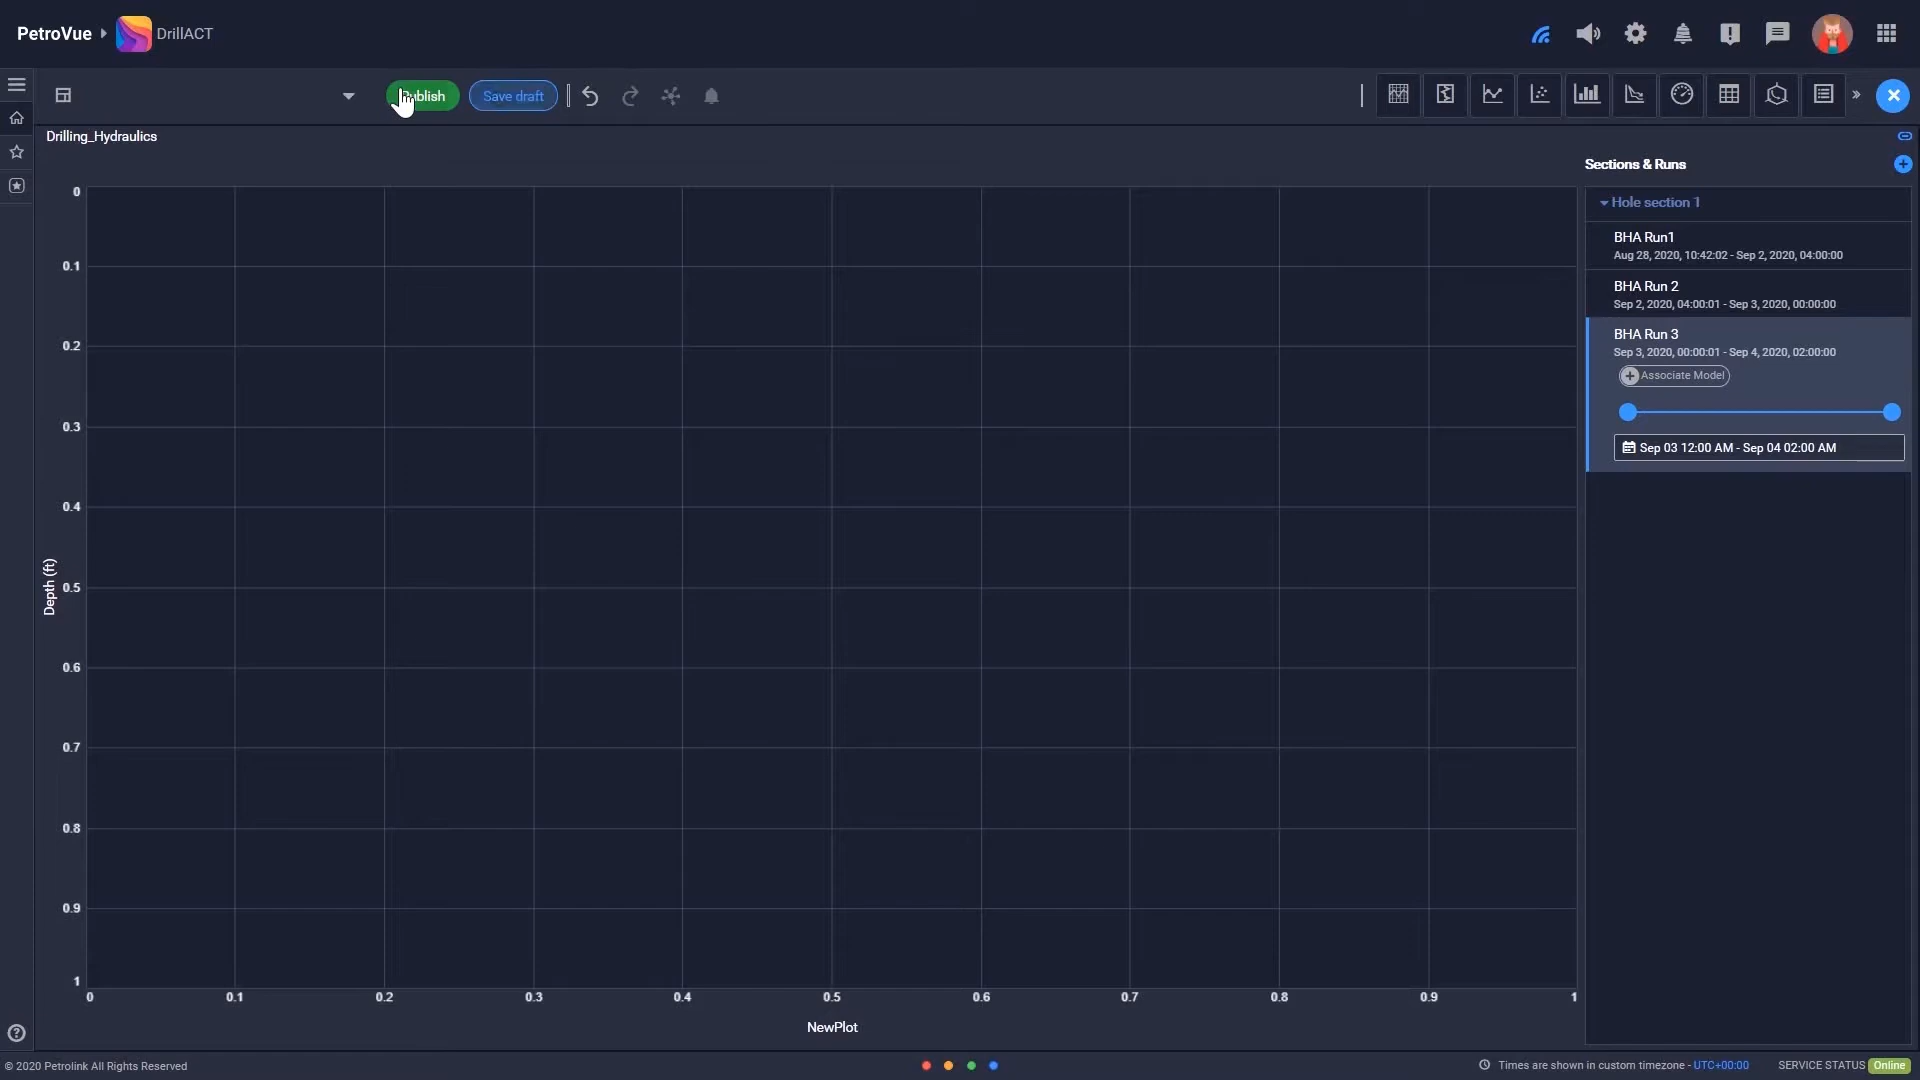 PetroVue
DrillACT
Publish
Save draft
Drilling_Hydraulics
Sections & Runs
Hole section 1
BHA Run1
Aug 28, 2020, 10:42:02 - Sep 2, 2020, 04:00:00
BHA Run 2
Sep 2, 2020, 04:00:01 - Sep 3, 2020, 00:00:00
BHA Run 3
Sep 3, 2020, 00:00:01 - Sep 4, 2020, 02:00:00
Associate Model
Sep 03 12:00 AM - Sep 04 02:00 AM
0
0.1
0.2
0.3
0.4
0.5
0.6
0.7
0.8
0.9
1
Depth (ft)
0 0.1 0.2 0.3 0.4 0.5 0.6 0.7 0.8 0.9 1
NewPlot
© 2020 Petrolink All Rights Reserved
Times are shown in custom timezone - UTC+00:00
SERVICE STATUS Online